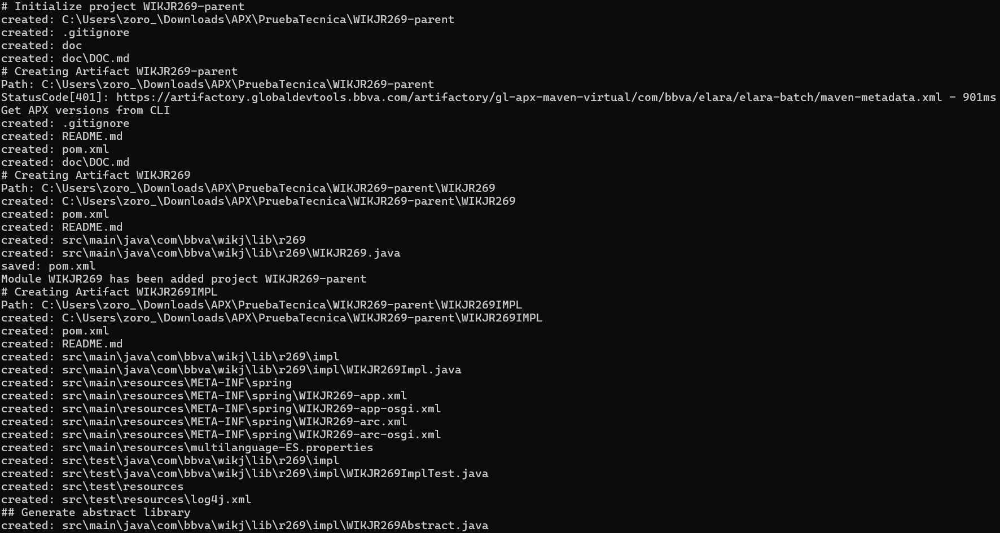 # Initialize project WIKJR269-parent
created: C:\Users\zoro_\Downloads\APX\PruebaTecnica\WIKJR269-parent
created: .gitignore
created: doc
created: doc\DOC.md
# Creating Artifact WIKJR269-parent
Path: C:\Users\zoro_\Downloads\APX\PruebaTecnica\WIKJR269-parent
StatusCode[401]: https://artifactory.globaldevtools.bbva.com/artifactory/gl-apx-maven-virtual/com/bbva/elara/elara-batch/maven-metadata.xml - 901ms
Get APX versions from CLI
created: .gitignore
created: README.md
created: pom.xml
created: doc\DOC.md
# Creating Artifact WIKJR269
Path: C:\Users\zoro_\Downloads\APX\PruebaTecnica\WIKJR269-parent\WIKJR269
created: C:\Users\zoro_\Downloads\APX\PruebaTecnica\WIKJR269-parent\WIKJR269
created: pom.xml
created: README.md
created: src\main\java\com\bbva\wikj\lib\r269
created: src\main\java\com\bbva\wikj\lib\r269\WIKJR269.java
saved: pom.xml
Module WIKJR269 has been added project WIKJR269-parent
# Creating Artifact WIKJR269IMPL
Path: C:\Users\zoro_\Downloads\APX\PruebaTecnica\WIKJR269-parent\WIKJR269IMPL
created: C:\Users\zoro_\Downloads\APX\PruebaTecnica\WIKJR269-parent\WIKJR269IMPL
created: pom.xml
created: README.md
created: src\main\java\com\bbva\wikj\lib\r269\impl
created: src\main\java\com\bbva\wikj\lib\r269\impl\WIKJR269Impl.java
created: src\main\resources\META-INF\spring
created: src\main\resources\META-INF\spring\WIKJR269-app.xml
created: src\main\resources\META-INF\spring\WIKJR269-app-osgi.xml
created: src\main\resources\META-INF\spring\WIKJR269-arc.xml
created: src\main\resources\META-INF\spring\WIKJR269-arc-osgi.xml
created: src\main\resources\multilanguage-ES.properties
created: src\test\java\com\bbva\wikj\lib\r269\impl
created: src\test\java\com\bbva\wikj\lib\r269\impl\WIKJR269ImplTest.java
created: src\test\resources
created: src\test\resources\log4j.xml
## Generate abstract library
created: src\main\java\com\bbva\wikj\lib\r269\impl\WIKJR269Abstract.java